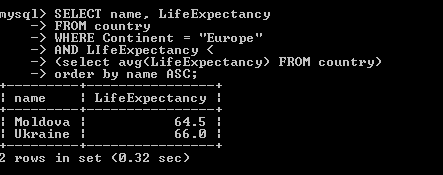 mysql> SELECT name, LifeExpectancy
-> FROM country
-> WHERE Continent = "Europe"
-> AND LIfeExpectancy <
-> (select avg(LifeExpectancy) FROM country)
-> order by name ASC;
+----------+----------------+
| name | LifeExpectancy |
+----------+----------------+
| Moldova | 64.5 |
| Ukraine | 66.0 |
+----------+----------------+
2 rows in set (0.32 sec)